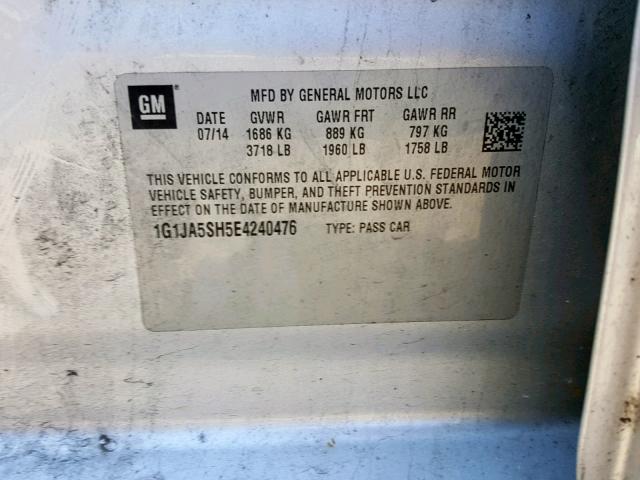 GM
MFD BY GENERAL MOTORS LLC
DATE GVWR GAWR FRT GAWR RR
07/14 1686 KG 889 KG 797 KG
3718 LB 1960 LB 1758 LB
THIS VEHICLE CONFORMS TO ALL APPLICABLE U.S. FEDERAL MOTOR
VEHICLE SAFETY, BUMPER, AND THEFT PREVENTION STANDARDS IN
EFFECT ON THE DATE OF MANUFACTURE SHOWN ABOVE.
1G1JA5SH5E4240476 TYPE: PASS CAR